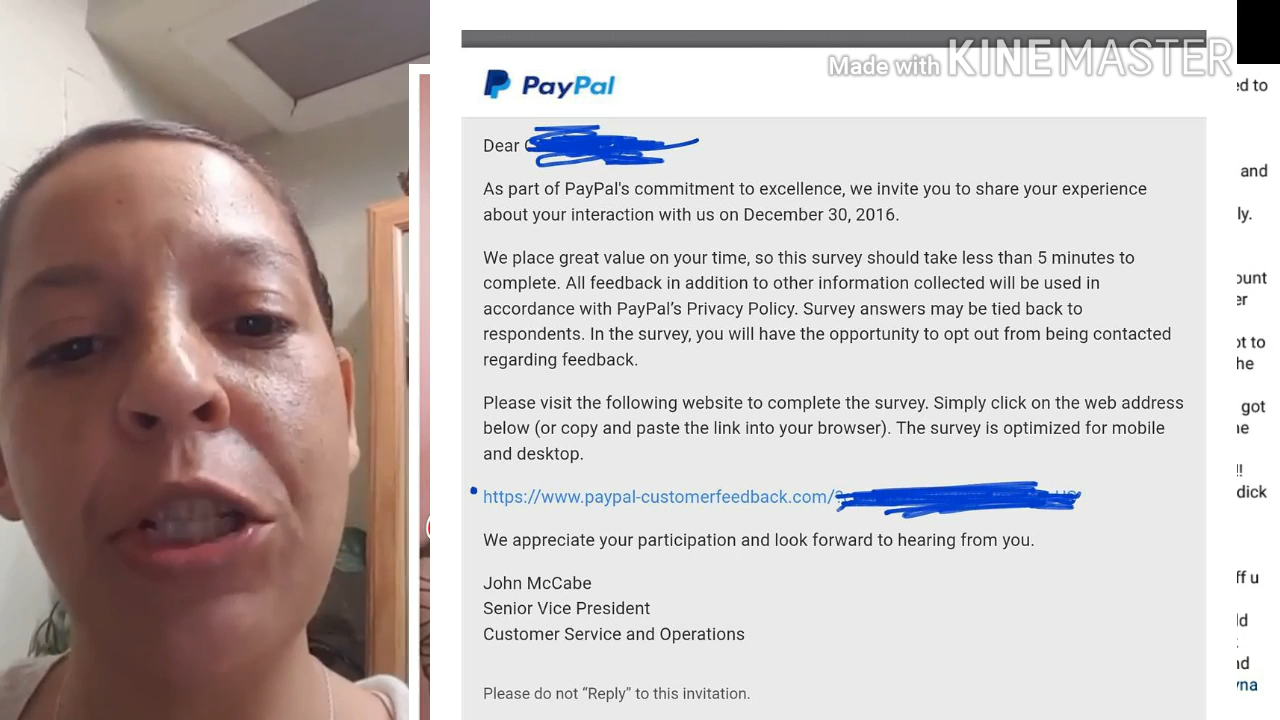 Made with KINEMASTER
PayPal
Dear
As part of PayPal's commitment to excellence, we invite you to share your experience
about your interaction with us on December 30, 2016.
We place great value on your time, so this survey should take less than 5 minutes to
complete. All feedback in addition to other information collected will be used in
accordance with PayPal's Privacy Policy. Survey answers may be tied back to
respondents. In the survey, you will have the opportunity to opt out from being contacted
regarding feedback.
Please visit the following website to complete the survey. Simply click on the web address
below (or copy and paste the link into your browser). The survey is optimized for mobile
and desktop.
https://www.paypal-customerfeedback.com/
We appreciate your participation and look forward to hearing from you.
John McCabe
Senior Vice President
Customer Service and Operations
Please do not “Reply” to this invitation.
to
and
to
got
!!
dick
u